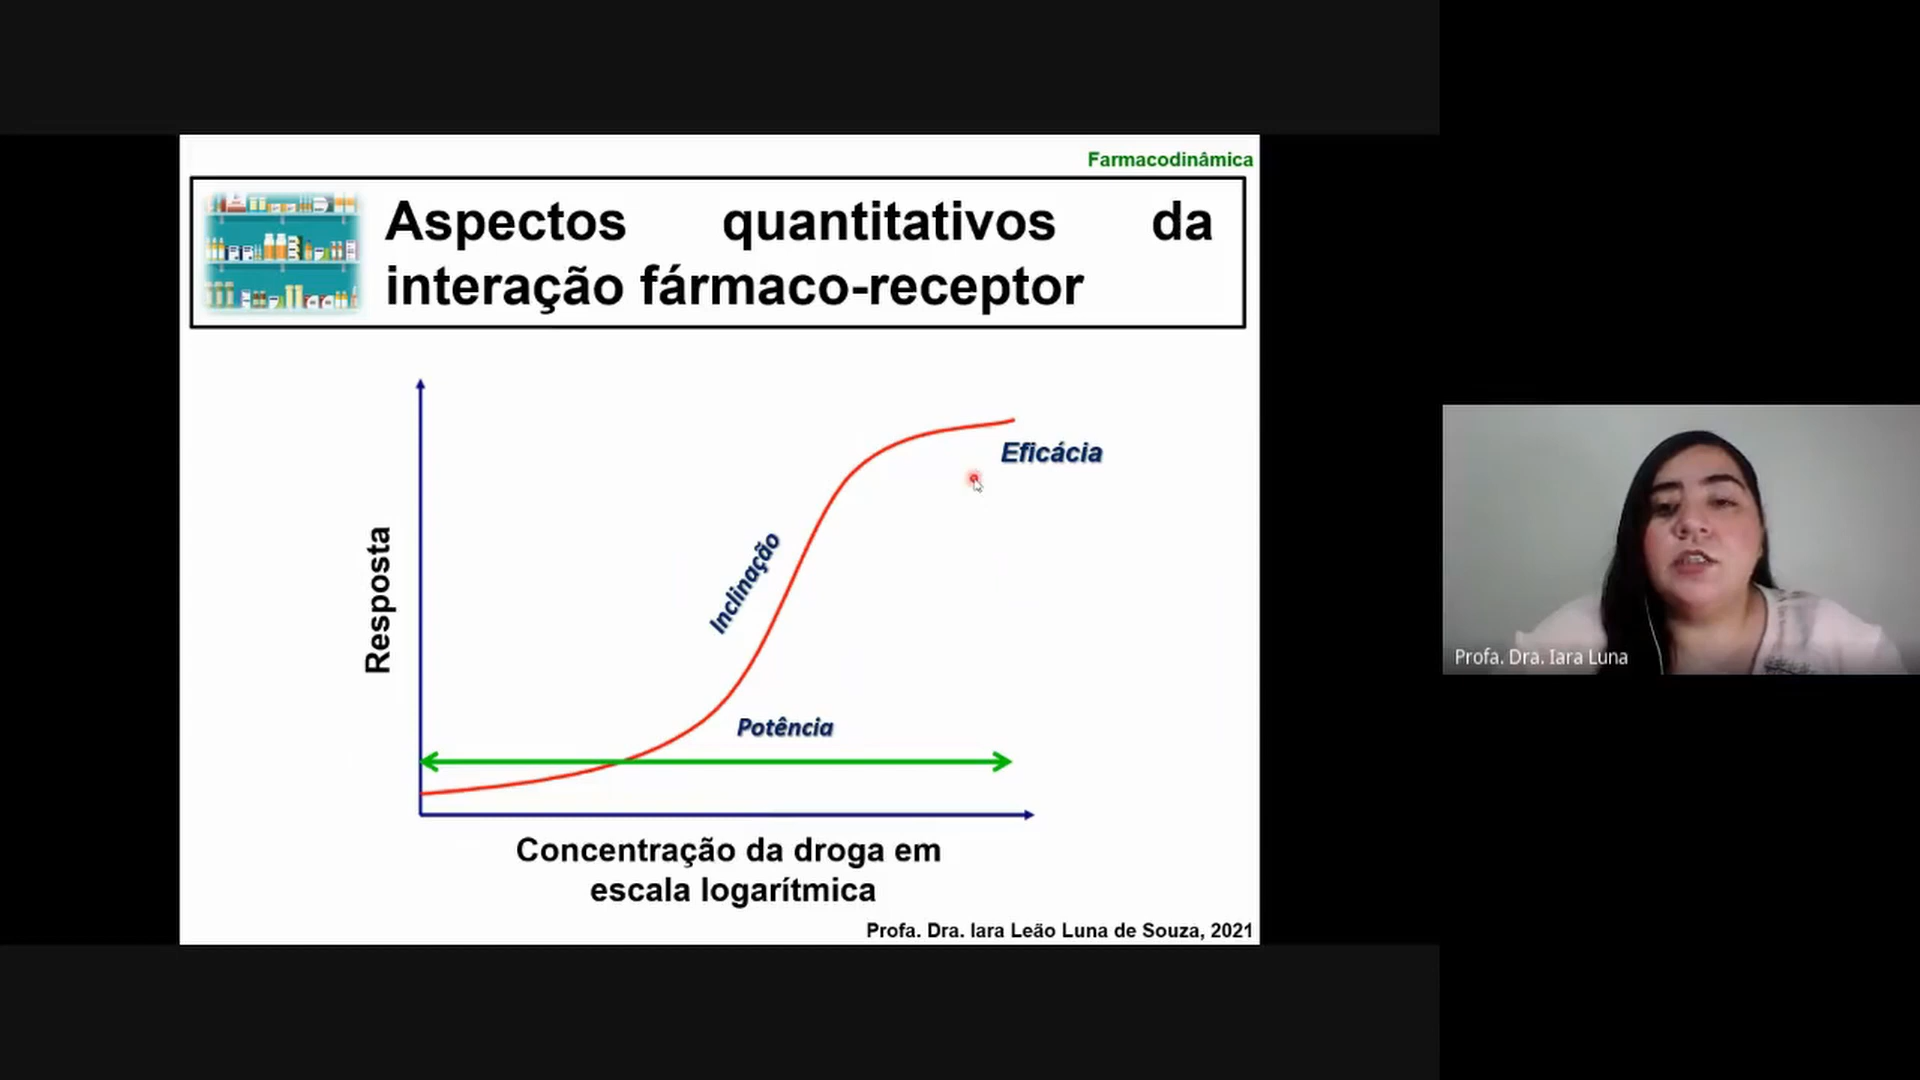 Farmacodinâmica
Aspectos quantitativos da
interação fármaco-receptor
Eficácia
Inclinação
Resposta
Potência
Concentração da droga em
escala logarítmica
Profa. Dra. Iara Leão Luna de Souza, 2021
Profa. Dra. Iara Luna